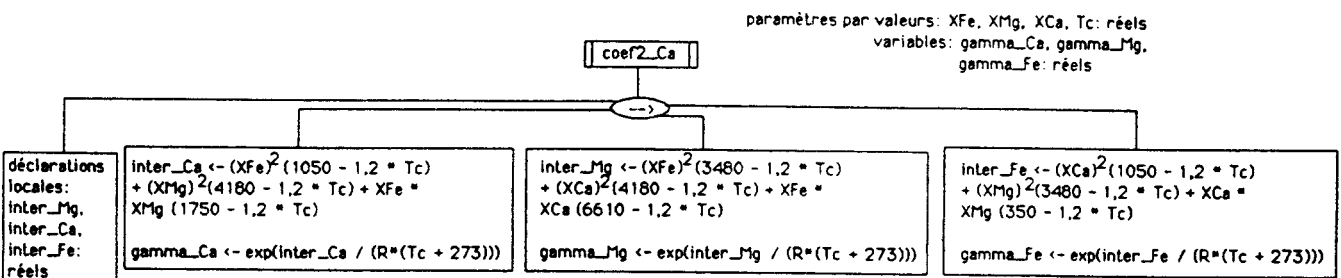 paramètres par valeurs: XFe, XMg, XCa, Tc: réels
variables: gamma_Ca, gamma_Mg,
gamma_Fe: réels
coef2_Ca
-->
déclarations
locales:
inter_Mg,
inter_Ca,
inter_Fe:
réels
inter_Ca <- (XFe)² (1050 - 1,2 * Tc)
+ (XMg)²(4180 - 1,2 * Tc) + XFe *
XMg (1750 - 1,2 * Tc)
gamma_Ca <- exp(inter_Ca / (R*(Tc + 273)))
inter_Mg <- (XFe)²(3480 - 1,2 * Tc)
+ (XCa)²(4180 - 1,2 * Tc) + XFe *
XCa (6610 - 1,2 * Tc)
gamma_Mg <- exp(inter_Mg / (R*(Tc + 273)))
inter_Fe <- (XCa)²(1050 - 1,2 * Tc)
+ (XMg)²(3480 - 1,2 * Tc) + XCa *
XMg (350 - 1,2 * Tc)
gamma_Fe <- exp(inter_Fe / (R*(Tc + 273)))